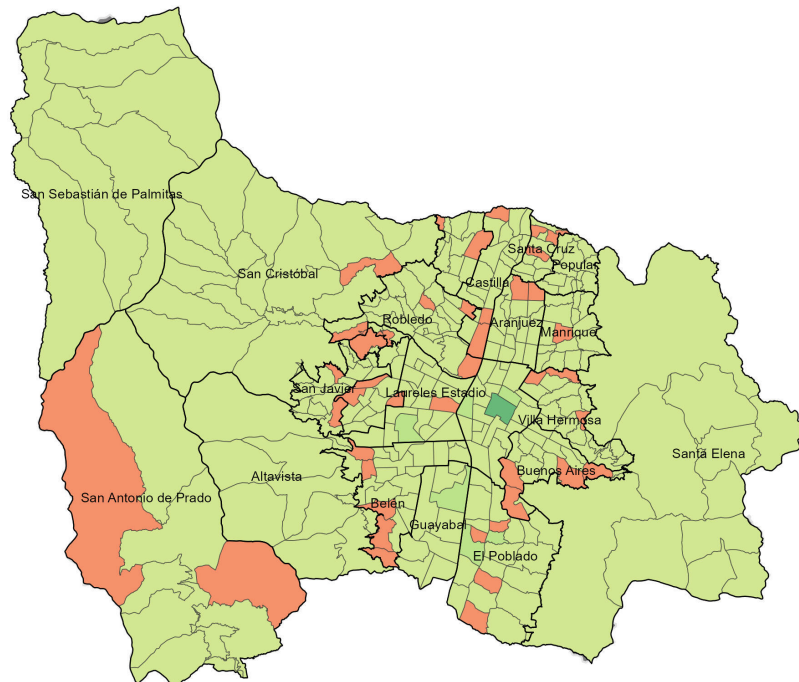 San Sebastián de Palmitas
San Cristóbal
Santa Cruz
Popular
Castilla
Robledo
Aranjuez
Manrique
San Javier
Laureles Estadio
Villa Hermosa
Santa Elena
Altavista
Buenos Aires
San Antonio de Prado
Belén
Guayabal
El Poblado